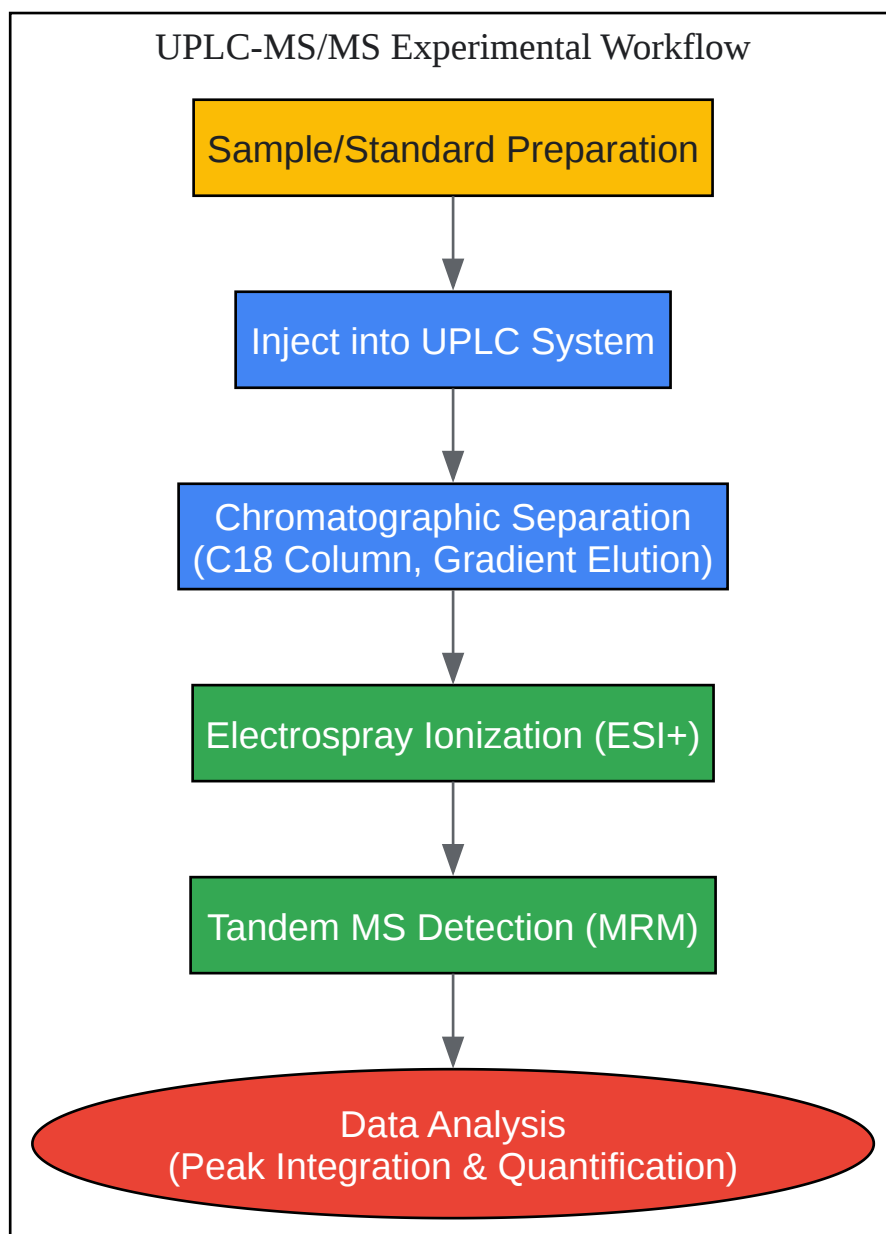 UPLC-MS/MS Experimental Workflow
Sample/Standard Preparation
Inject into UPLC System
Chromatographic Separation
(C18 Column, Gradient Elution)
Electrospray Ionization (ESI+)
Tandem MS Detection (MRM)
Data Analysis
(Peak Integration & Quantification)